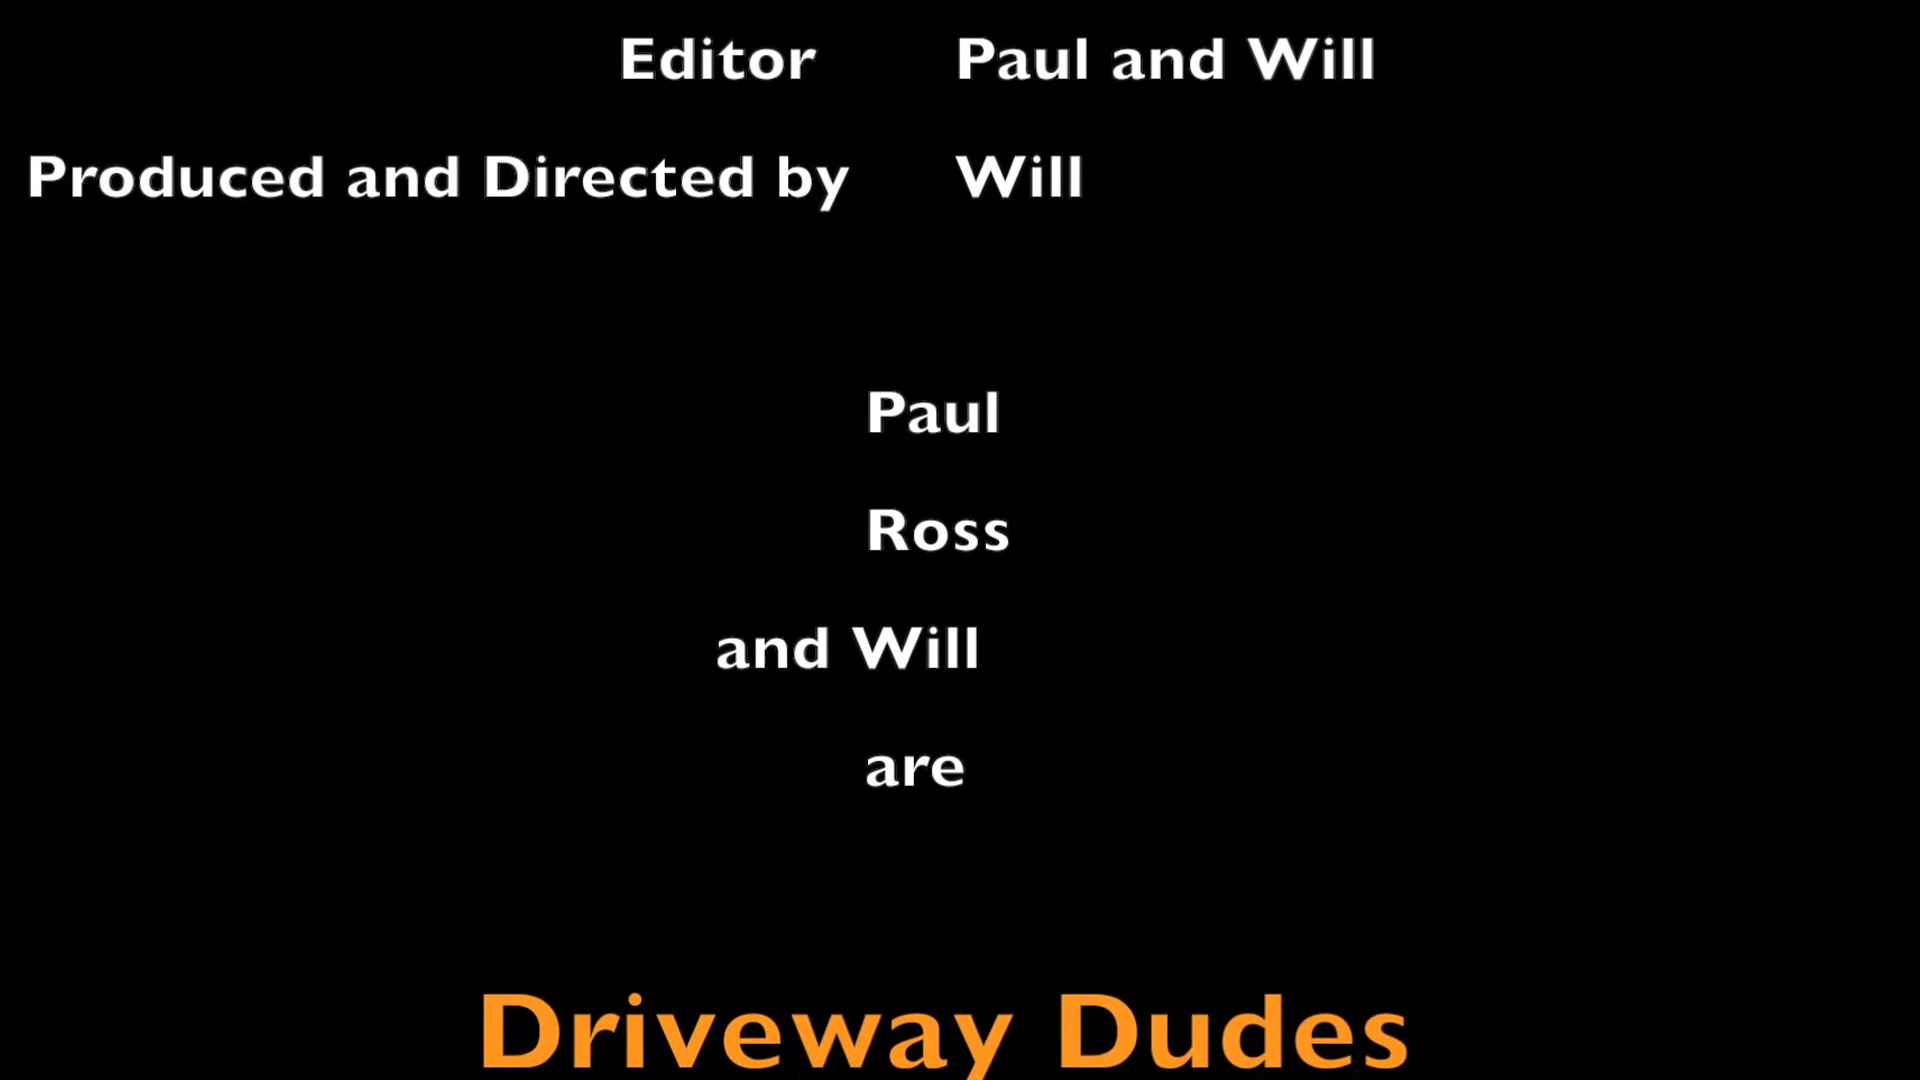 Editor Paul and Will
Produced and Directed by Will
Paul
Ross
and Will
are
Driveway Dudes